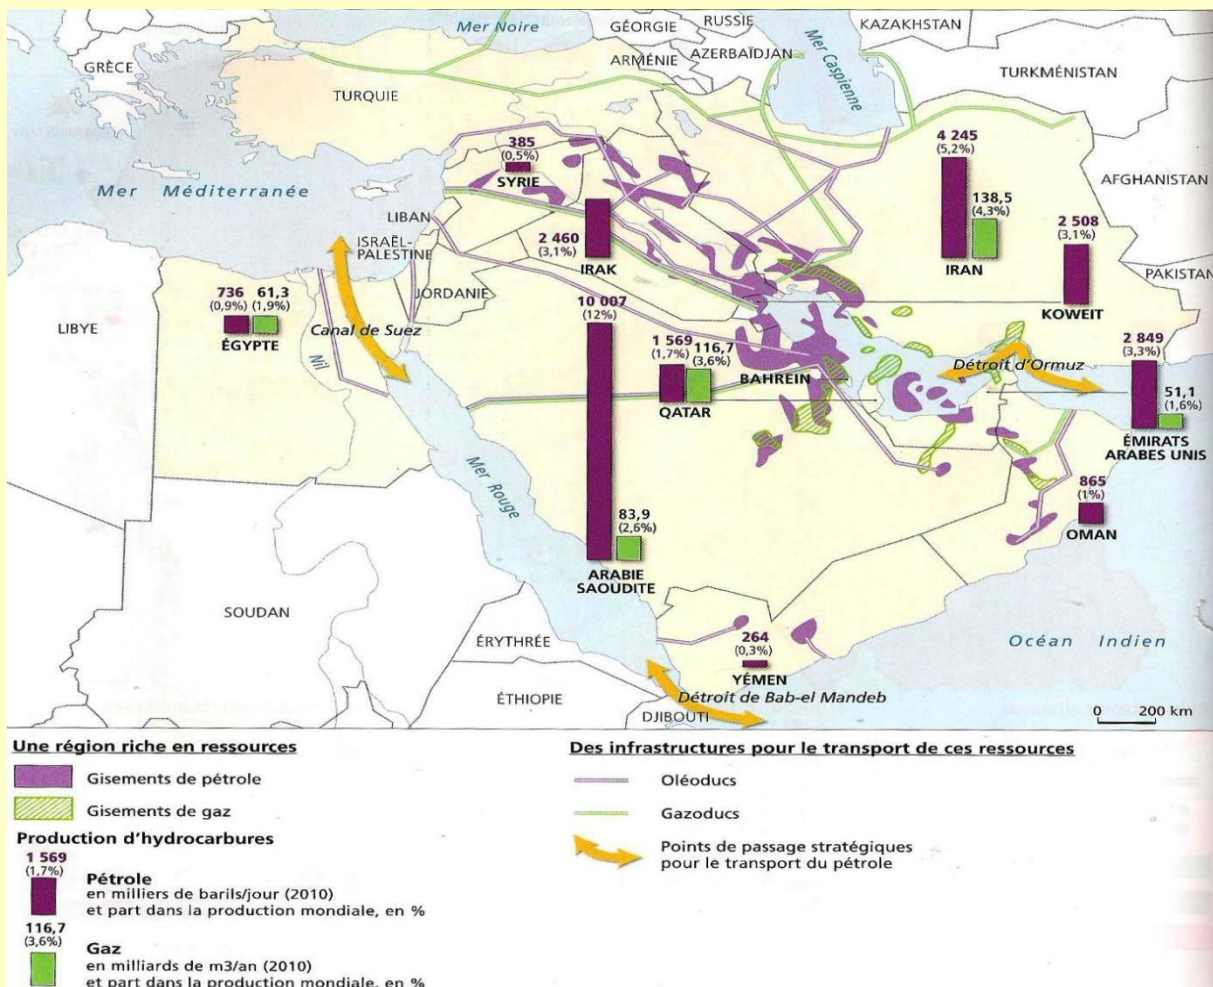 Mer Noire
GÉORGIE
RUSSIE
KAZAKHSTAN
GRÈCE
ARMÉNIE
AZERBAÏDJAN
Mer Caspienne
TURKMÉNISTAN
TURQUIE
385
(0,5%)
SYRIE
4 245
(5,2%)
138,5
(4,3%)
IRAN
AFGHANISTAN
Mer Méditerranée
LIBAN
ISRAËL-
PALESTINE
2 460
(3,1%)
IRAK
2 508
(3,1%)
KOWEIT
PAKISTAN
JORDANIE
736
(0,9%)
61,3
(1,9%)
ÉGYPTE
LIBYE
Canal de Suez
Nil
10 007
(12%)
83,9
(2,6%)
ARABIE
SAOUDITE
1 569
(1,7%)
116,7
(3,6%)
QATAR
BAHREIN
Détroit d'Ormuz
2 849
(3,3%)
51,1
(1,6%)
ÉMIRATS
ARABES UNIS
Mer Rouge
865
(1%)
OMAN
SOUDAN
ÉRYTHRÉE
ÉTHIOPIE
264
(0,3%)
YÉMEN
Océan Indien
Détroit de Bab-el Mandeb
DJIBOUTI
0 200 km
Une région riche en ressources
Gisements de pétrole
Gisements de gaz
Production d'hydrocarbures
1 569
(1,7%)
Pétrole
en milliers de barils/jour (2010)
et part dans la production mondiale, en %
116,7
(3,6%)
Gaz
en milliards de m3/an (2010)
et part dans la production mondiale, en %
Des infrastructures pour le transport de ces ressources
Oléoducs
Gazoducs
Points de passage stratégiques
pour le transport du pétrole